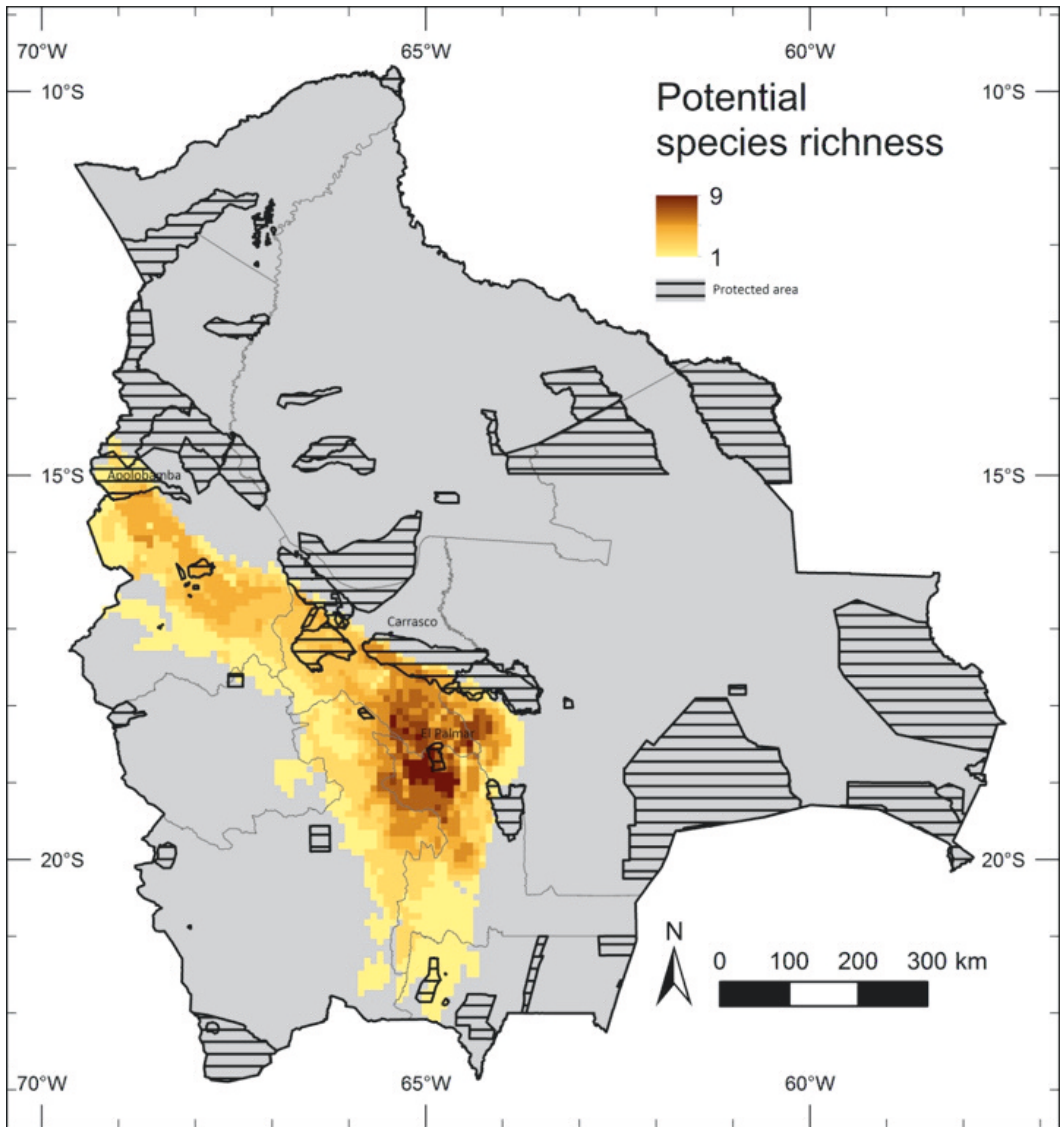 70°W 65°W 60°W
10°S 10°S
Potential
species richness
9
1
Protected area
15°S 15°S
Apolobamba
Carrasco
El Palmar
20°S 20°S
N
0 100 200 300 km
70°W 65°W 60°W